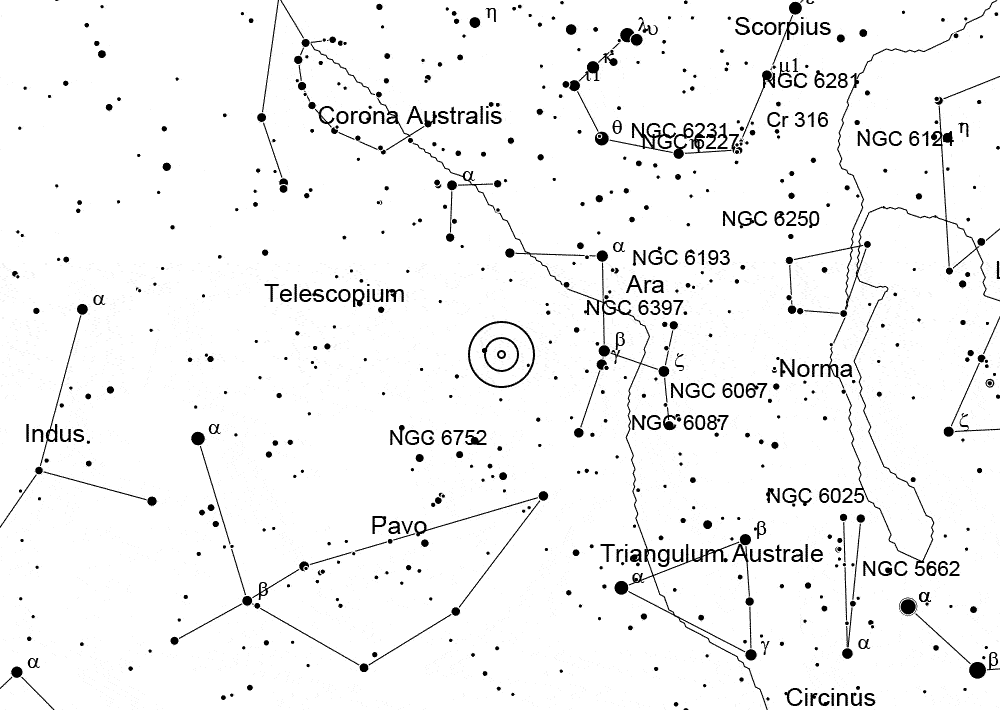 η
λυ
Scorpius
κ
ι1
μ1
NGC 6281
Corona Australis
Cr 316
θ
NGC 6231
η
NGC 6124
NGC 6227
α
NGC 6250
α
NGC 6193
Telescopium
Ara
α
NGC 6397
β
γ
ζ
Norma
NGC 6067
Indus
α
NGC 6752
NGC 6087
ζ
NGC 6025
Pavo
β
Triangulum Australe
NGC 5662
α
β
α
γ
α
α
β
Circinus